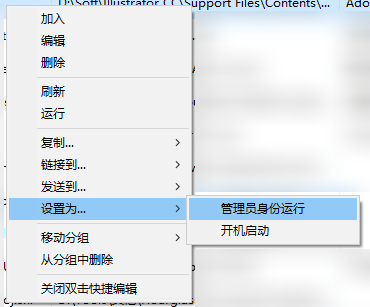 D:\Soft\Illustrator CC\Support Files\Contents\... Ado
加入
编辑
删除
刷新
运行
复制...
链接到...
发送到...
设置为...
管理员身份运行
开机启动
移动分组
从分组中删除
关闭双击快捷编辑